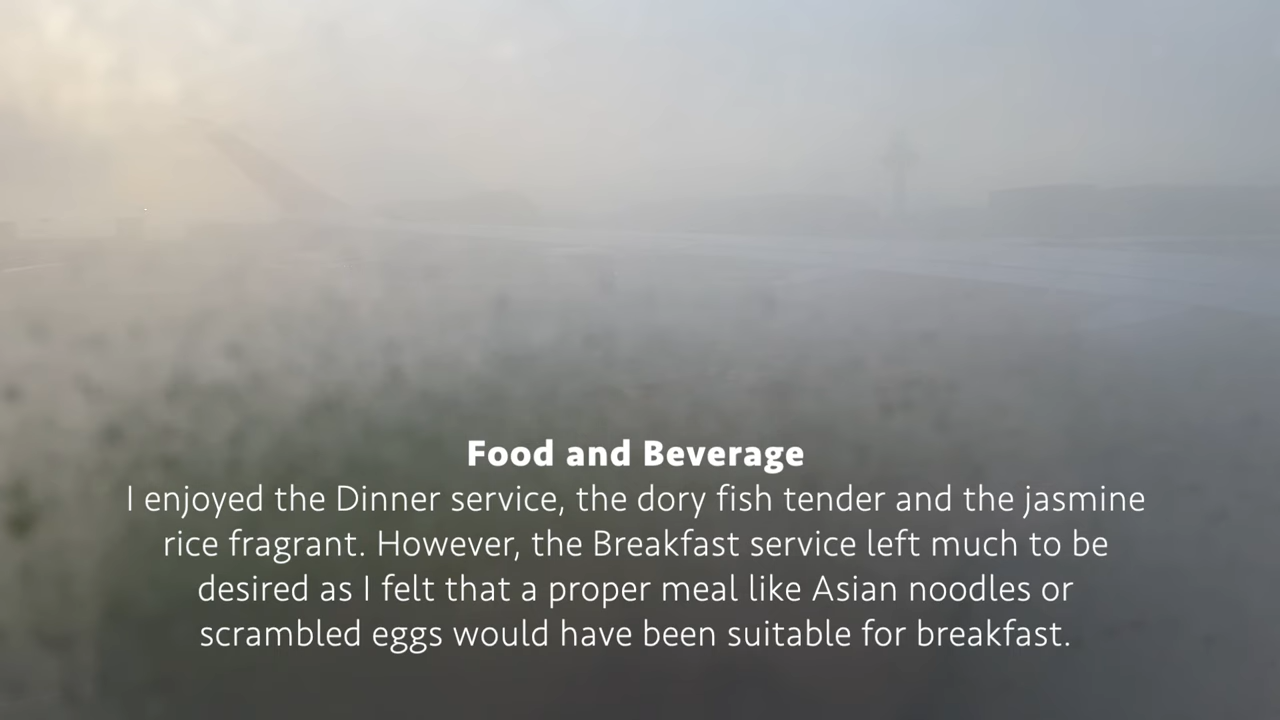 Food and Beverage
I enjoyed the Dinner service, the dory fish tender and the jasmine
rice fragrant. However, the Breakfast service left much to be
desired as I felt that a proper meal like Asian noodles or
scrambled eggs would have been suitable for breakfast.